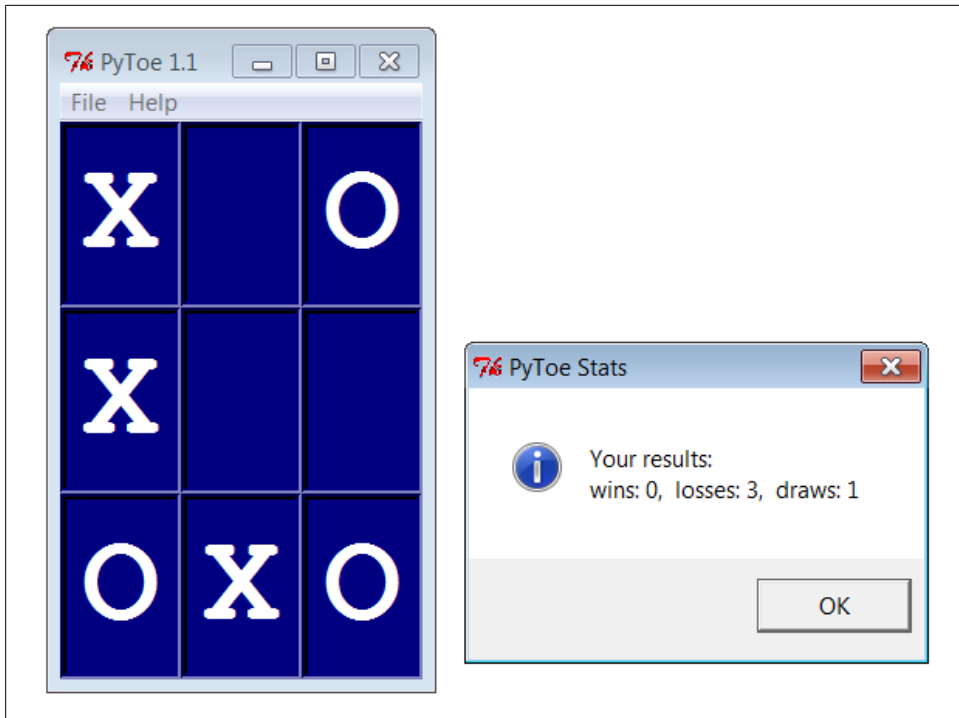 PyToe 1.1
File Help
X O
X
O X O
PyToe Stats
Your results:
wins: 0, losses: 3, draws: 1
OK